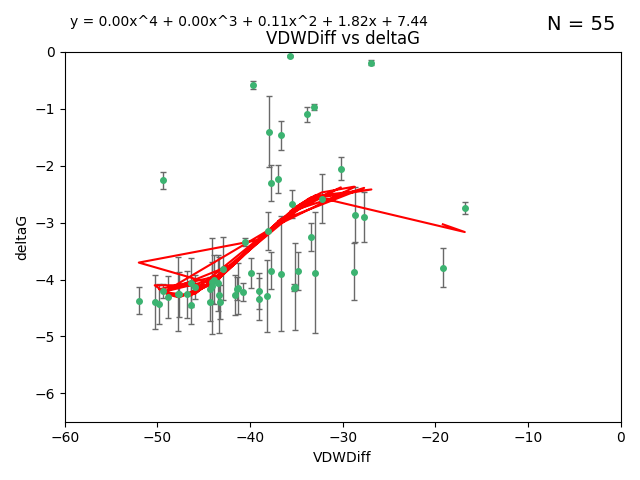 y = 0.00x^4 + 0.00x^3 + 0.11x^2 + 1.82x + 7.44
N = 55
VDWDiff vs deltaG
0
−1
−2
−3
−4
−5
−6
deltaG
−60 −50 −40 −30 −20 −10 0
VDWDiff